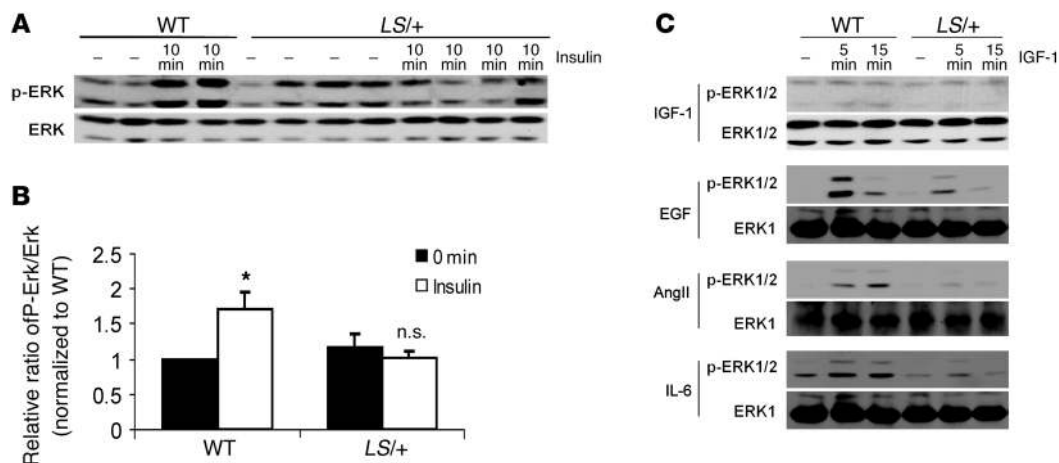 A
WT
LS/+
– – 10 min 10 min – – – – 10 min 10 min 10 min 10 min Insulin
p-ERK
ERK
B
Relative ratio ofP-Erk/Erk
(normalized to WT)
2.5
2
1.5
1
0.5
0
*
n.s.
0 min
Insulin
WT
LS/+
C
WT
LS/+
– 5 min 15 min – 5 min 15 min IGF-1
IGF-1
p-ERK1/2
ERK1/2
EGF
p-ERK1/2
ERK1
AngII
p-ERK1/2
ERK1
IL-6
p-ERK1/2
ERK1